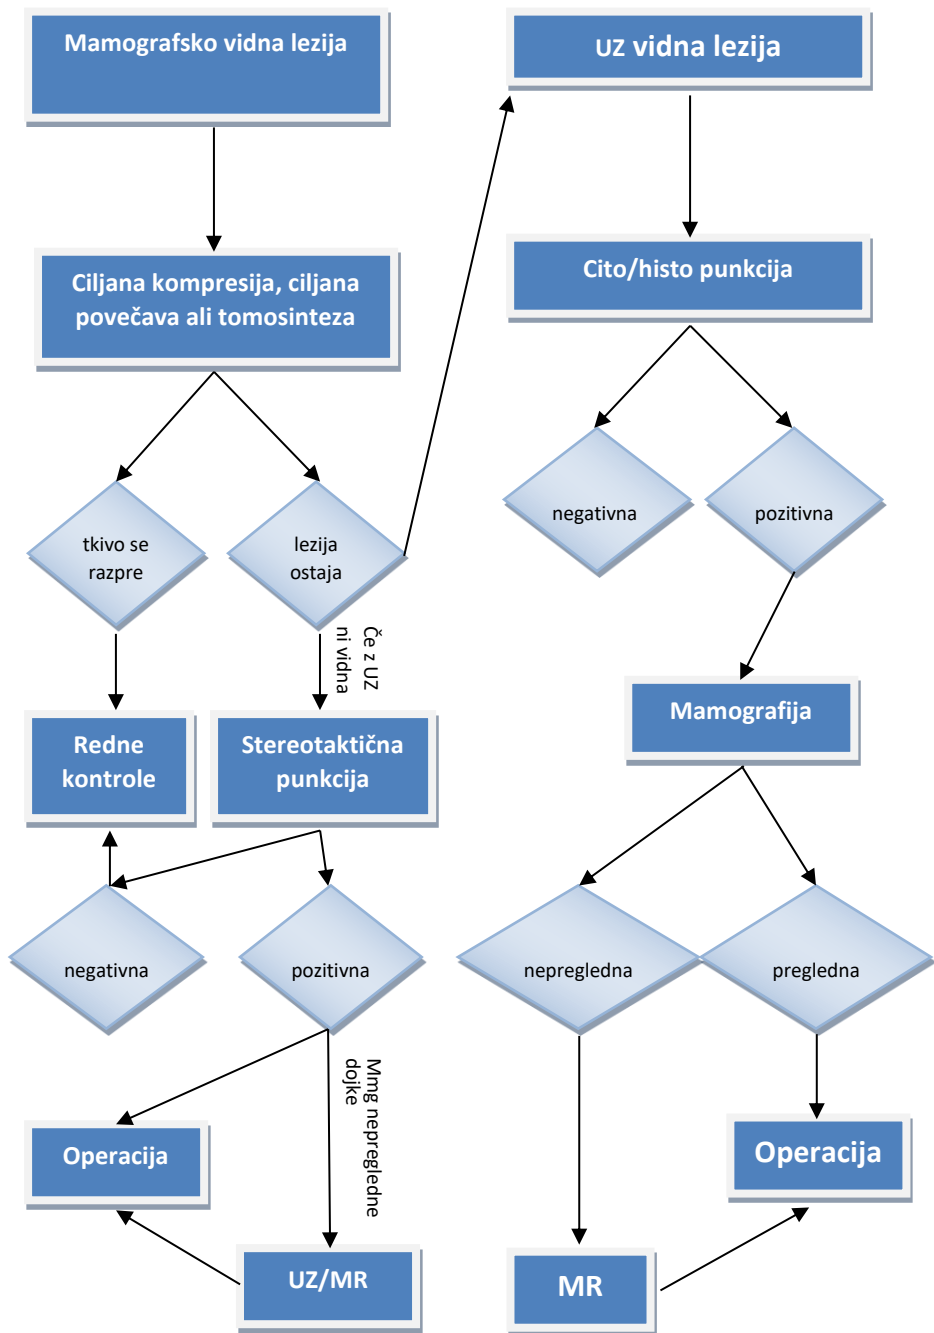 Mamografsko vidna lezija
UZ vidna lezija
Ciljana kompresija, ciljana
povečava ali tomosinteza
Cito/histo punkcija
tkivo se
razpre
lezija
ostaja
negativna
pozitivna
Če z UZ
ni vidna
Redne
kontrole
Stereotaktična
punkcija
Mamografija
negativna
pozitivna
nepregledna
pregledna
Mmg nepregledne
dojke
Operacija
Operacija
UZ/MR
MR